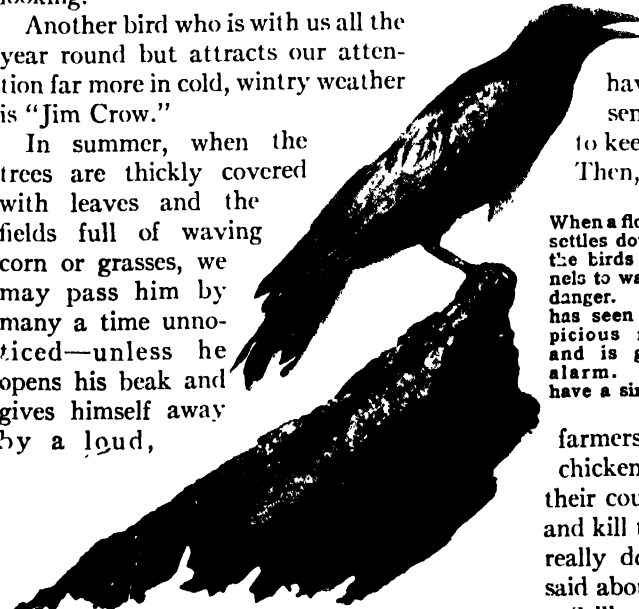 looking.
Another bird who is with us all the
year round but attracts our atten-
tion far more in cold, wintry weather
is “Jim Crow.”
In summer, when the
trees are thickly covered
with leaves and the
fields full of waving
corn or grasses, we
may pass him by
many a time unno-
ticed—unless he
opens his beak and
gives himself away
by a loud,
hav
sen
to kee
Then,
When a flo
settles do
the birds
nels to wa
danger.
has seen
picious
and is g
alarm.
have a sin
farmers
chicken
their cou
and kill t
really do
said abou